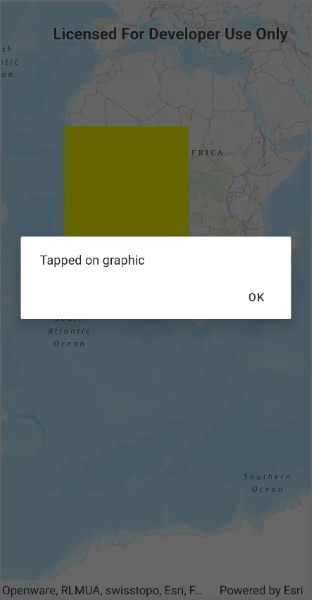 Licensed For Developer Use Only
th
tic
an
FRICA
Tapped on graphic
OK
Atlantic
Ocean
Southern
Ocean
Openware, RLMUA, swisstopo, Esri, F... Powered by Esri